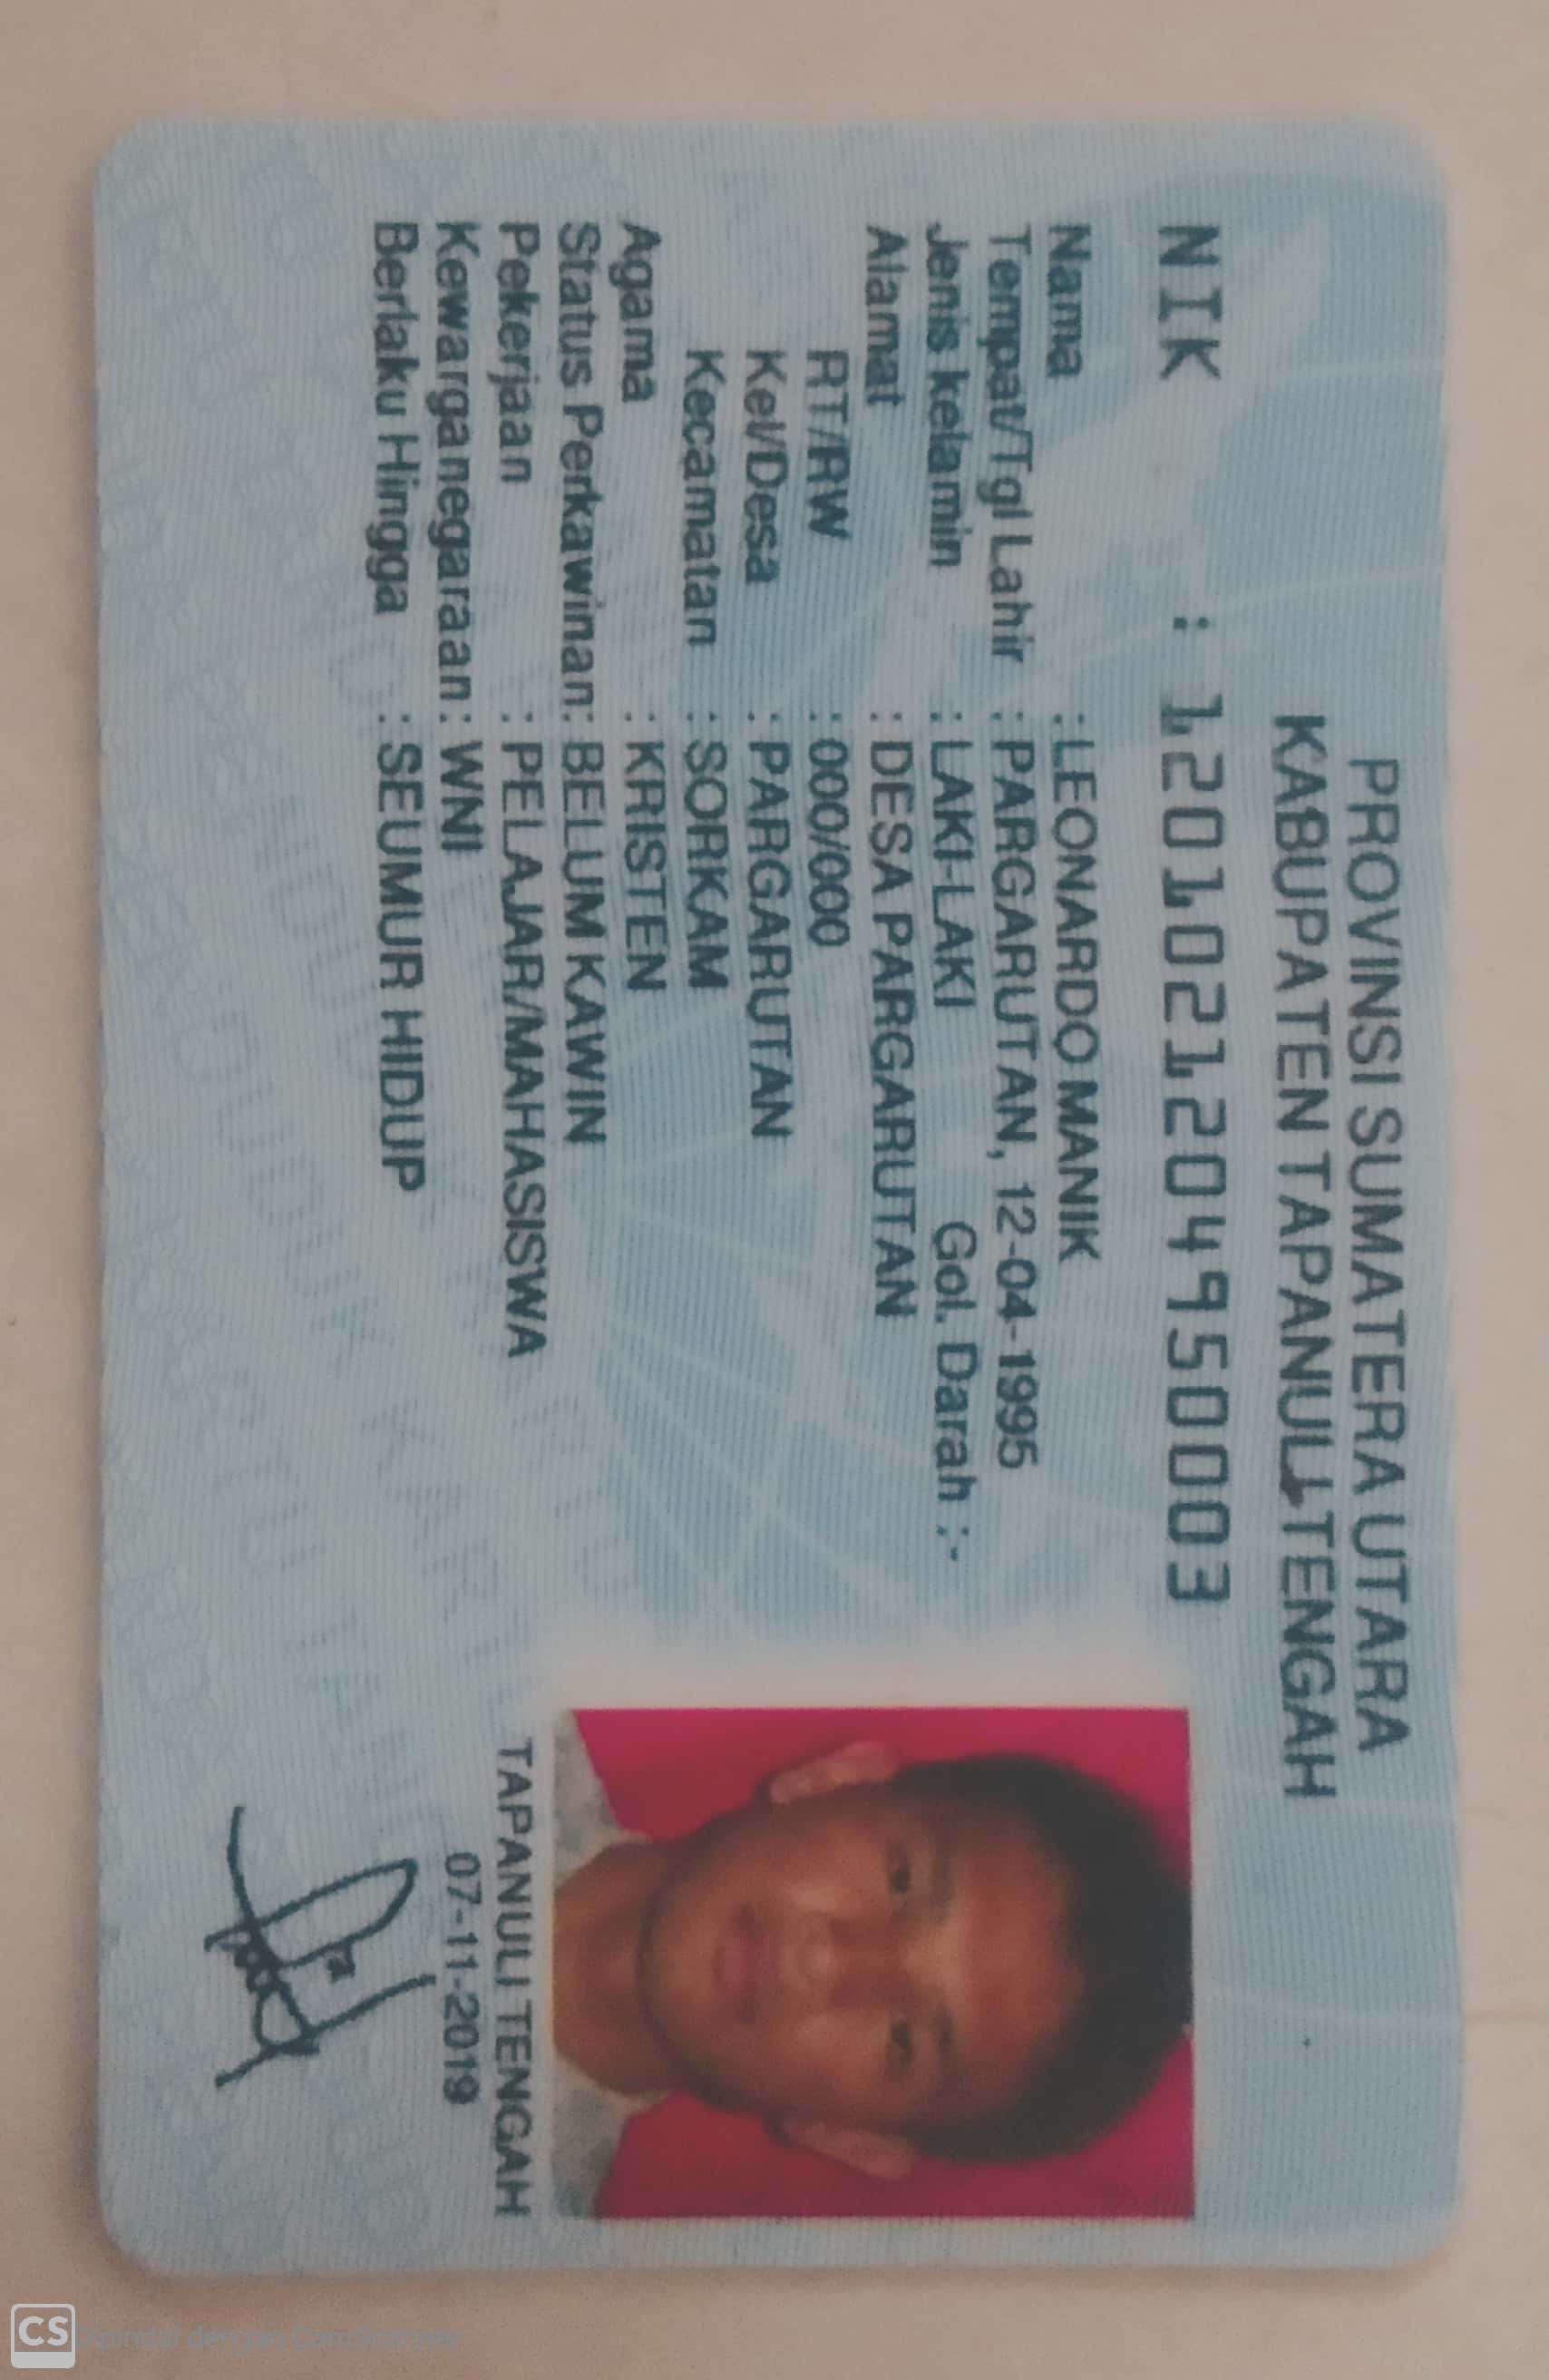 PROVINSI SUMATERA UTARA
KABUPATEN TAPANULI TENGAH
NIK : 1201021204950003
Nama : LEONARDO MANIK
Tempat/Tgl Lahir : PARGARUTAN, 12-04-1995
Jenis kelamin : LAKI-LAKI Gol. Darah : -
Alamat : DESA PARGARUTAN
RT/RW : 000/000
Kel/Desa : PARGARUTAN
Kecamatan : SORKAM
Agama : KRISTEN
Status Perkawinan: BELUM KAWIN
Pekerjaan : PELAJAR/MAHASISWA
Kewarganegaraan: WNI
Berlaku Hingga : SEUMUR HIDUP
TAPANULI TENGAH
07-11-2019
CS Dipindai dengan CamScanner